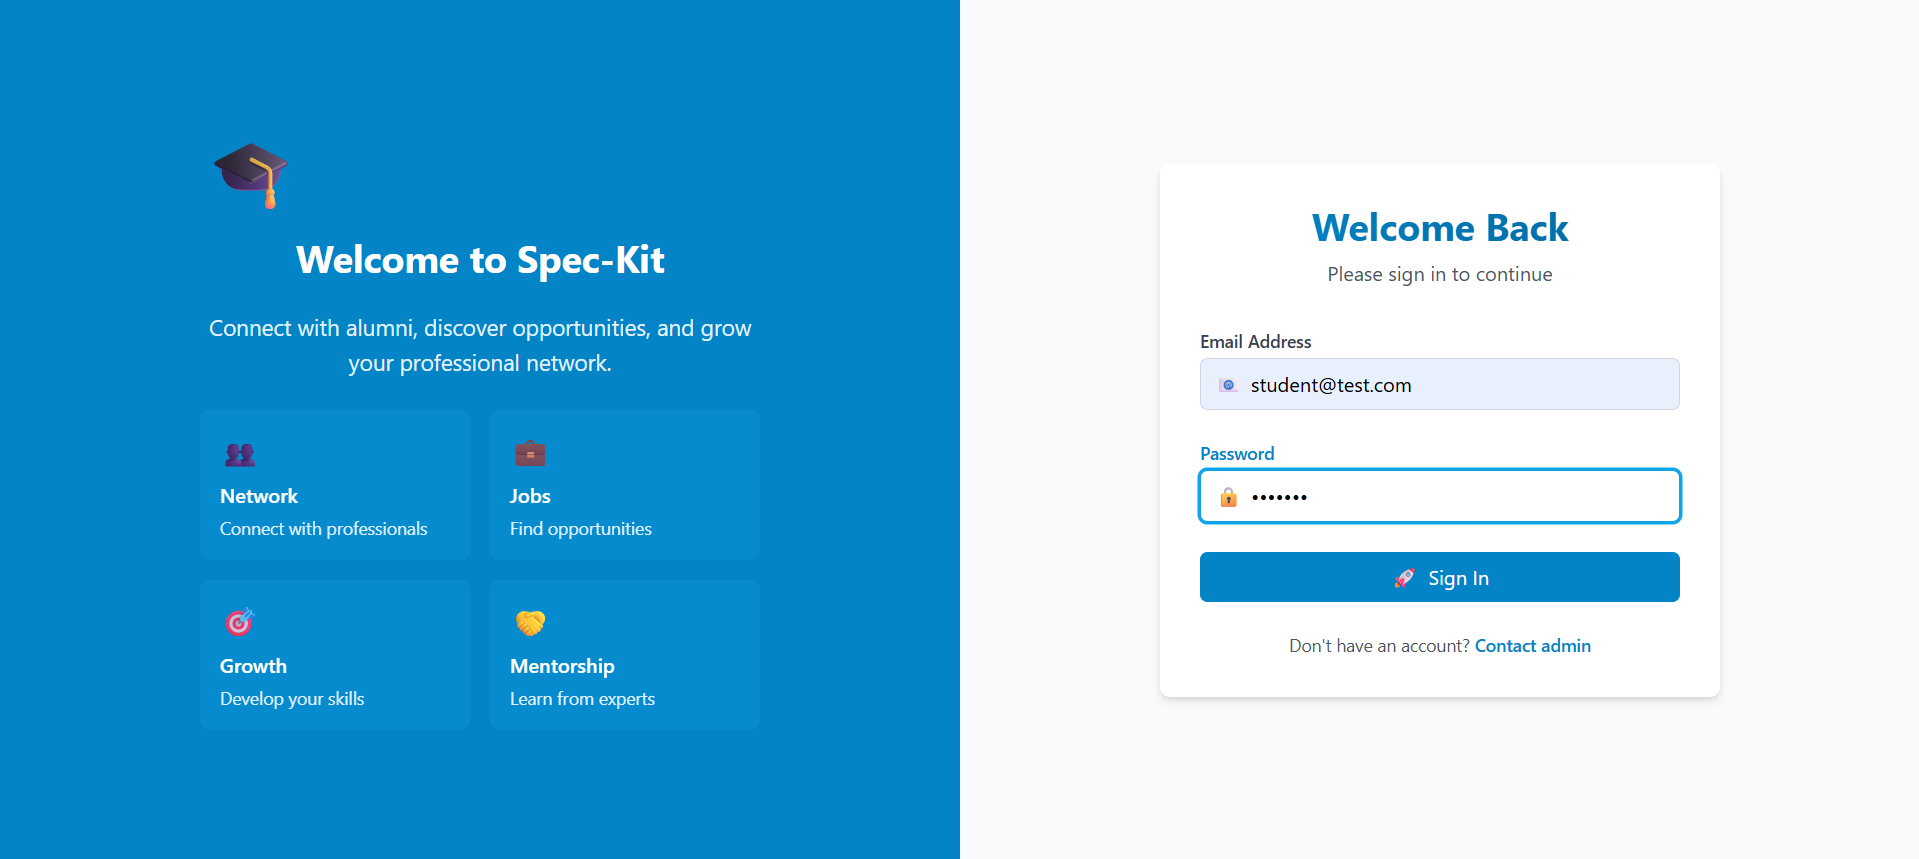 Welcome to Spec-Kit
Connect with alumni, discover opportunities, and grow
your professional network.
Network
Connect with professionals
Jobs
Find opportunities
Growth
Develop your skills
Mentorship
Learn from experts
Welcome Back
Please sign in to continue
Email Address
student@test.com
Password
•••••••
Sign In
Don't have an account? Contact admin